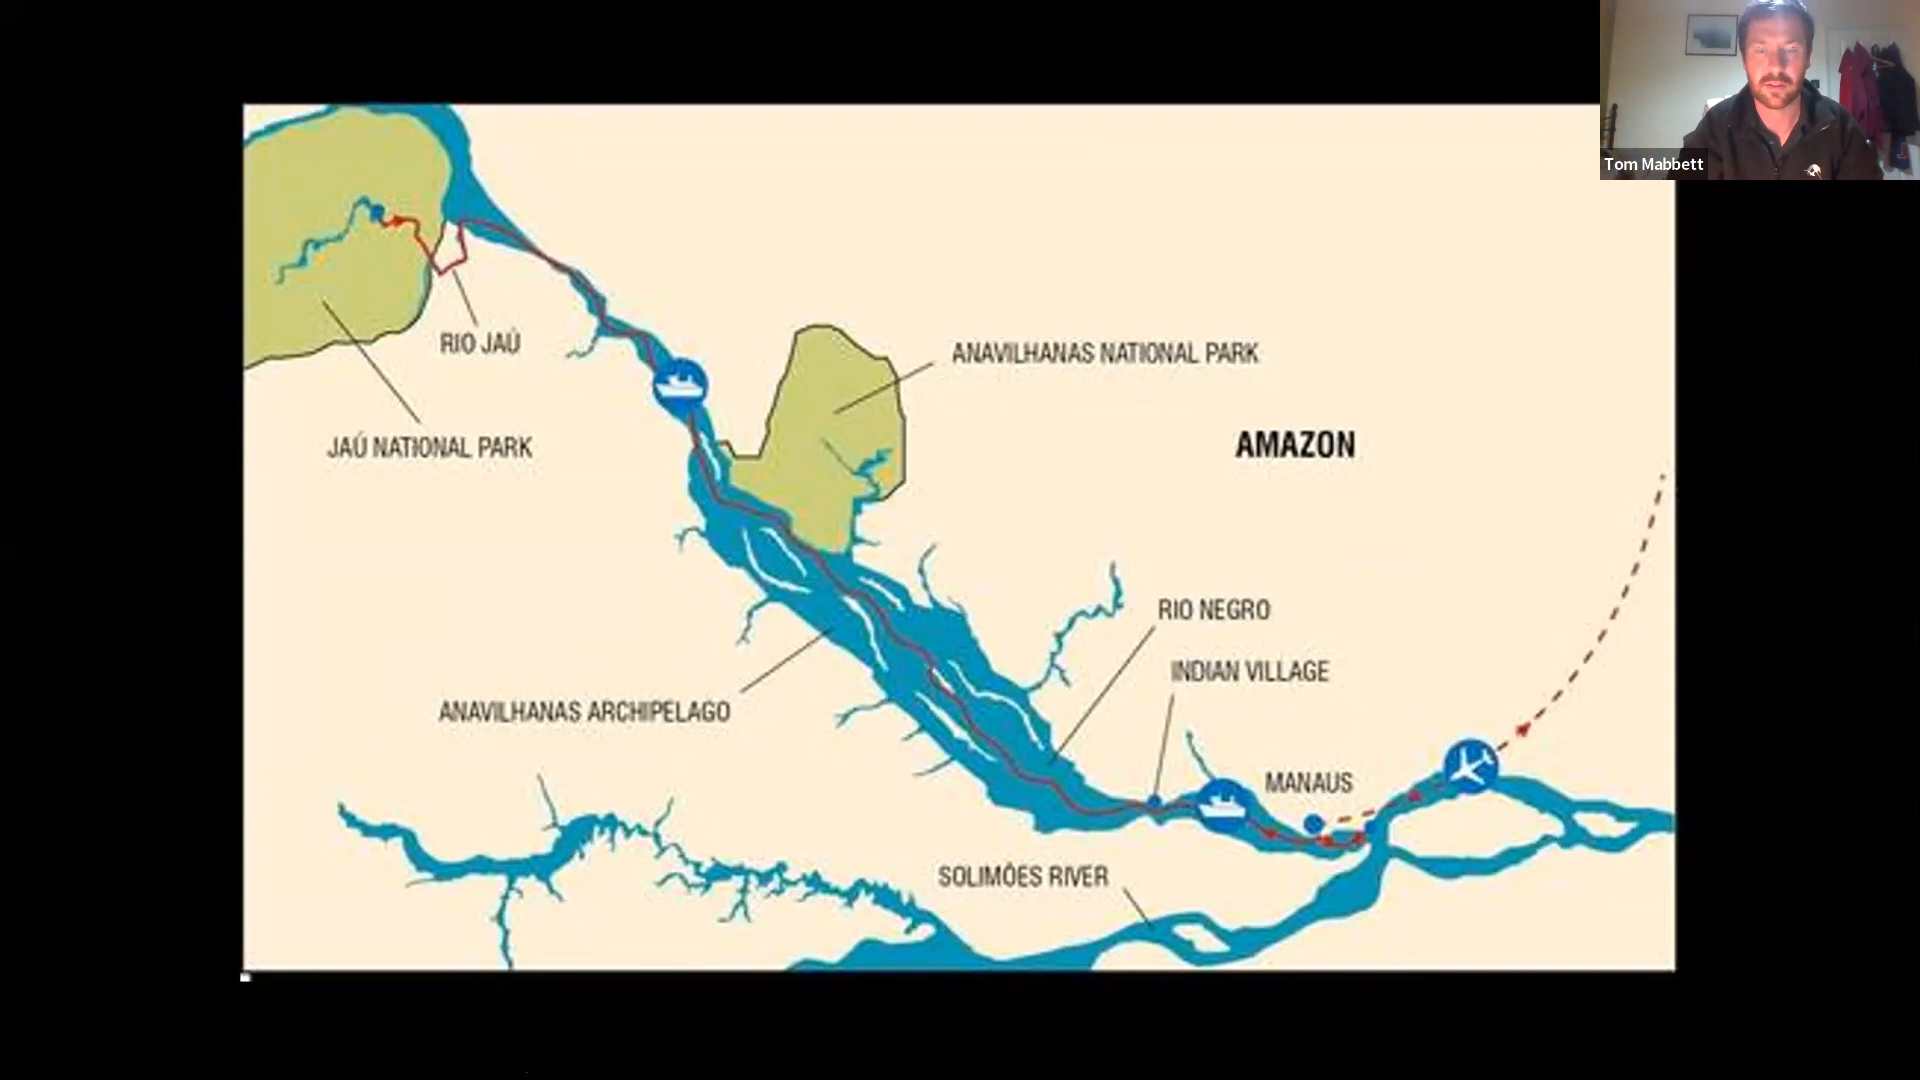 Tom Mabbett
RIO JAÚ
ANAVILHANAS NATIONAL PARK
JAÚ NATIONAL PARK
AMAZON
RIO NEGRO
INDIAN VILLAGE
ANAVILHANAS ARCHIPELAGO
MANAUS
SOLIMÕES RIVER